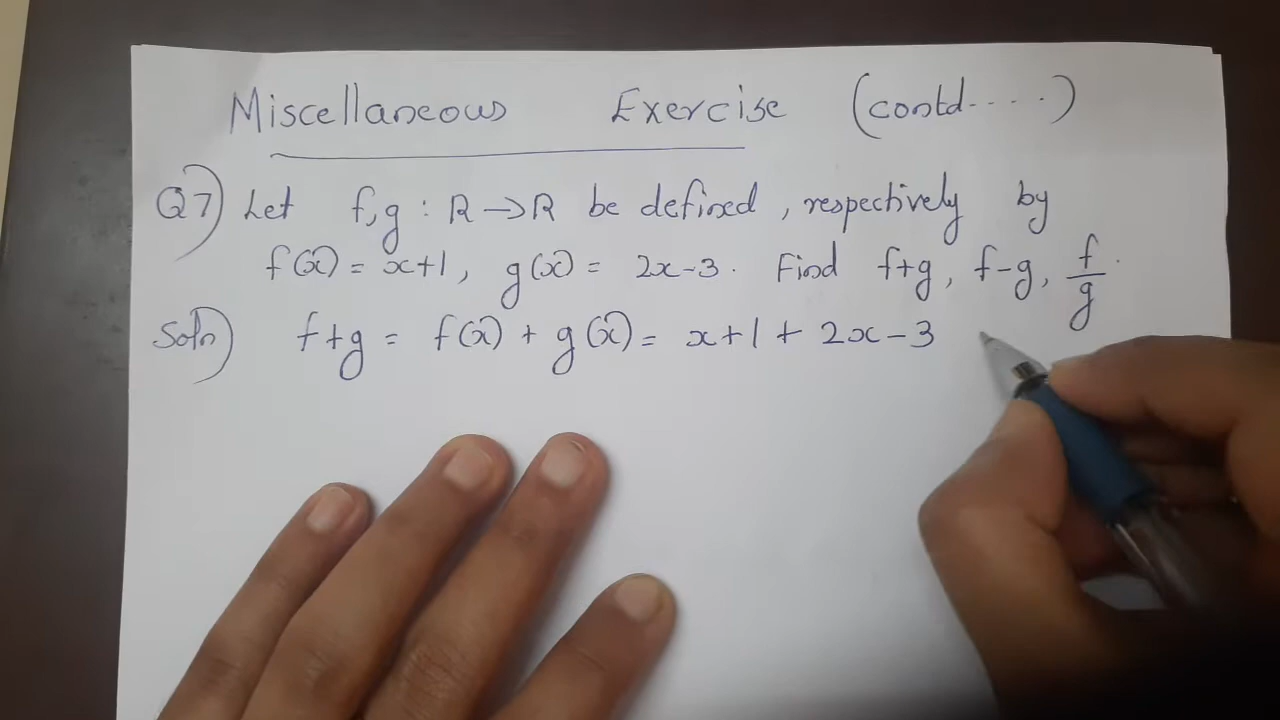 Miscellaneous Exercise (contd....)
Q7) Let f,g : R→R be defined, respectively by
f(x) = x+1, g(x) = 2x-3. Find f+g, f-g, f/g.
Soln) f+g = f(x) + g(x) = x+1 + 2x-3